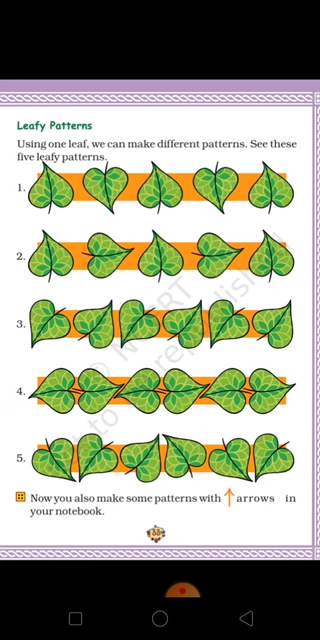 Leafy Patterns
Using one leaf, we can make different patterns. See these
five leafy patterns.
1.
2.
3.
4.
5.
Now you also make some patterns with ↑ arrows in
your notebook.